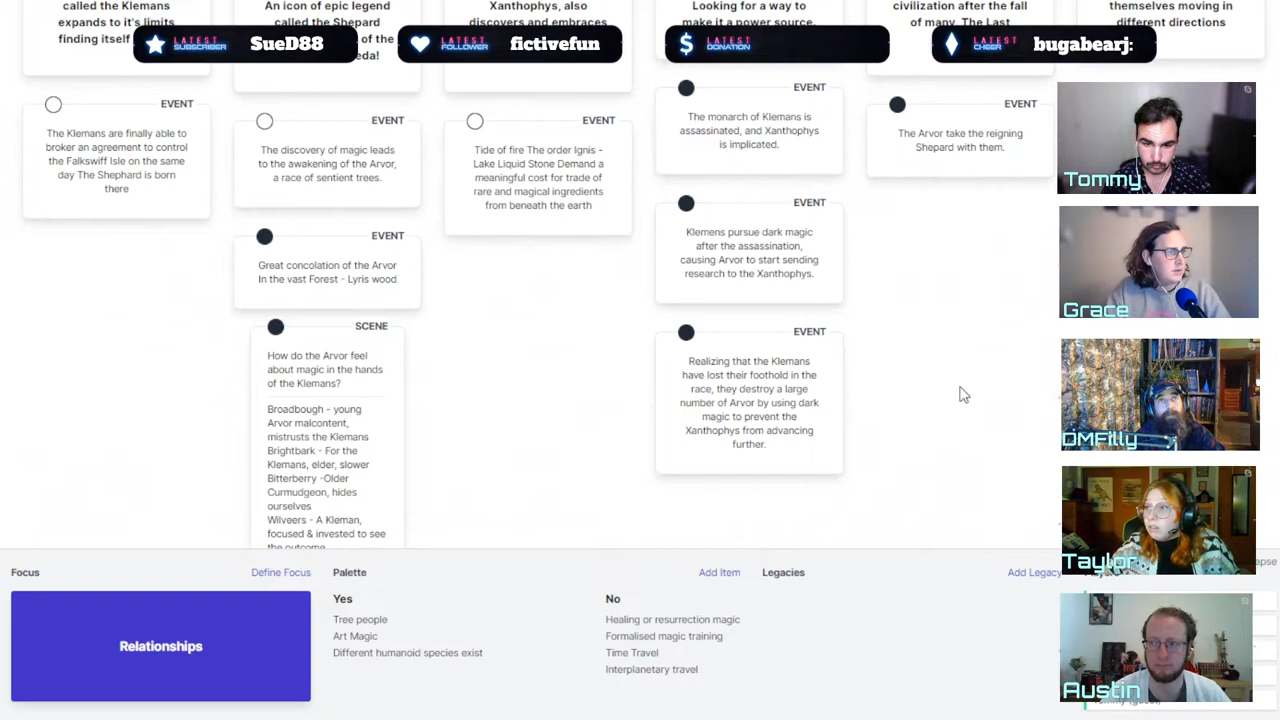 called the Klemans
expands to it's limits
finding itself
An icon of epic legend
called the Shepard
of the
eda!
Xanthophys, also
discovers and embraces
Looking for a way to
make it a power source.
civilization after the fall
of many. The Last
themselves moving in
different directions
LATEST
SUBSCRIBER
SueD88
LATEST
FOLLOWER
fictivefun
$
LATEST
DONATION
LATEST
CHEER
bugabearj:
EVENT
The Klemans are finally able to
broker an agreement to control
the Falkswiff Isle on the same
day The Shephard is born
there
EVENT
The discovery of magic leads
to the awakening of the Arvor,
a race of sentient trees.
EVENT
Great concolation of the Arvor
In the vast Forest - Lyris wood
SCENE
How do the Arvor feel
about magic in the hands
of the Klemans?
Broadbough - young
Arvor malcontent,
mistrusts the Klemans
Brightbark - For the
Klemans, elder, slower
Bitterberry -Older
Curmudgeon, hides
ourselves
Wilveers - A Kleman,
focused & invested to see
the outcome
EVENT
Tide of fire The order Ignis -
Lake Liquid Stone Demand a
meaningful cost for trade of
rare and magical ingredients
from beneath the earth
EVENT
The monarch of Klemans is
assassinated, and Xanthophys
is implicated.
EVENT
Klemens pursue dark magic
after the assassination,
causing Arvor to start sending
research to the Xanthophys.
EVENT
Realizing that the Klemans
have lost their foothold in the
race, they destroy a large
number of Arvor by using dark
magic to prevent the
Xanthophys from advancing
further.
EVENT
The Arvor take the reigning
Shepard with them.
Tommy
Grace
DMFilly
Taylor
Austin
Focus
Define Focus
Relationships
Palette
Add Item
Yes
Tree people
Art Magic
Different humanoid species exist
No
Healing or resurrection magic
Formalised magic training
Time Travel
Interplanetary travel
Legacies
Add Legacy